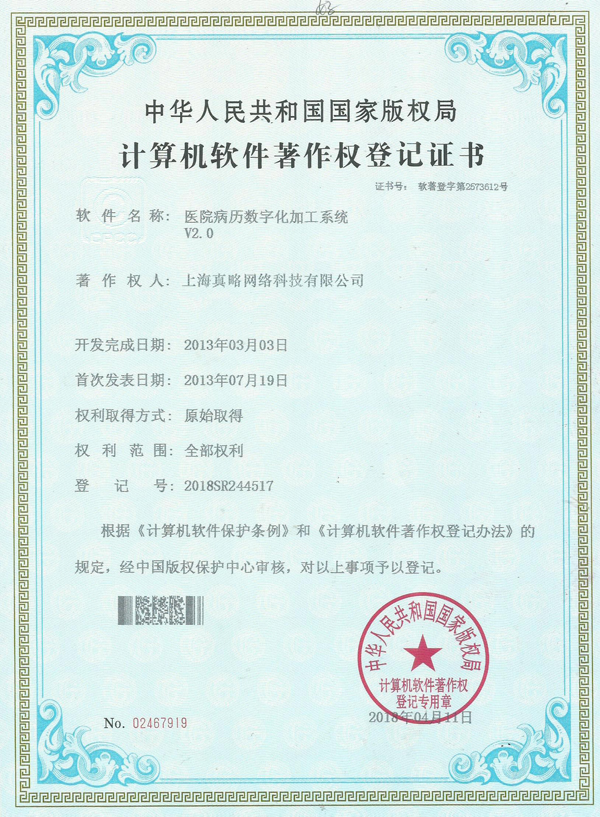 中华人民共和国国家版权局
计算机软件著作权登记证书
证书号： 软著登字第2573612号
软件名称： 医院病历数字化加工系统
V2.0
著作权人： 上海真略网络科技有限公司
开发完成日期： 2013年03月03日
首次发表日期： 2013年07月19日
权利取得方式： 原始取得
权利范围： 全部权利
登记号： 2018SR244517
根据《计算机软件保护条例》和《计算机软件著作权登记办法》的
规定，经中国版权保护中心审核，对以上事项予以登记。
中华人民共和国国家版权局
计算机软件著作权
登记专用章
2018年04月11日
No. 02467919